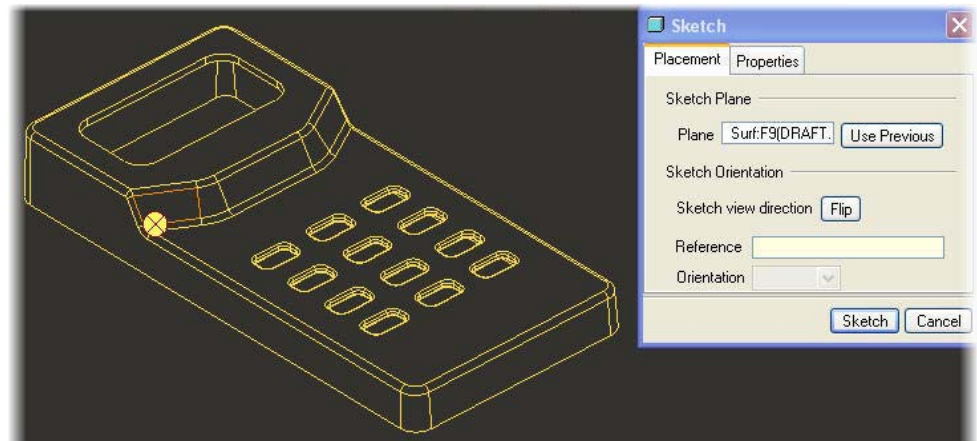 Sketch
Placement Properties
Sketch Plane
Plane Surf:F9(DRAFT. Use Previous
Sketch Orientation
Sketch view direction Flip
Reference
Orientation
Sketch Cancel